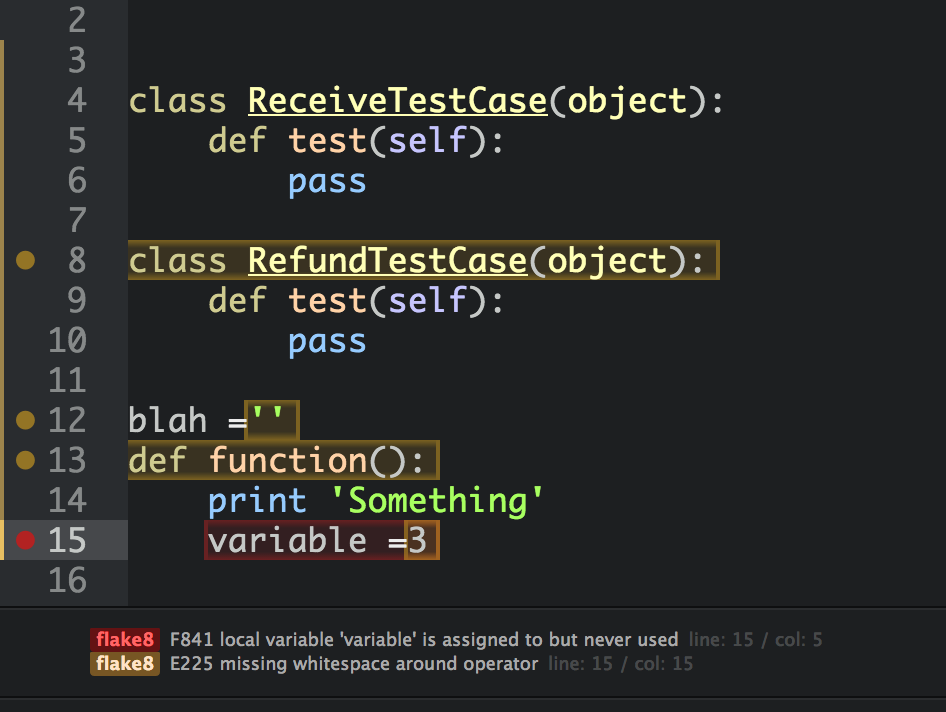 2
3
4 class ReceiveTestCase(object):
5     def test(self):
6         pass
7
8 class RefundTestCase(object):
9     def test(self):
10         pass
11
12 blah =''
13 def function():
14     print 'Something'
15     variable =3
16
flake8 F841 local variable 'variable' is assigned to but never used line: 15 / col: 5
flake8 E225 missing whitespace around operator line: 15 / col: 15